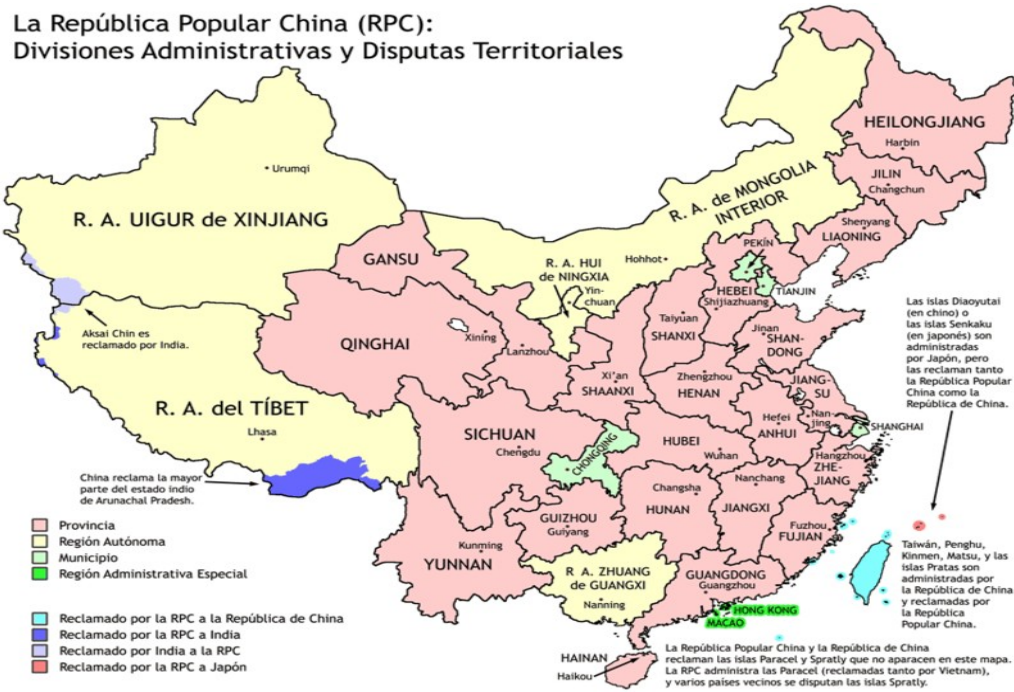 La República Popular China (RPC):
Divisiones Administrativas y Disputas Territoriales
HEILONGJIANG
Harbin
JILIN
Changchun
Urumqi
R. A. de MONGOLIA
INTERIOR
R. A. UIGUR de XINJIANG
Shenyang
LIAONING
PEKÍN
GANSU
R. A. HUI
de NINGXIA
Hohhot
Yin-
chuan
HEBEI
TIANJIN
Shijiazhuang
Las islas Diaoyutai
(en chino) o
las islas Senkaku
(en japonés) son
administradas
por Japón, pero
las reclaman tanto
la República Popular
China como la
República de China.
Aksai Chin es
reclamado por India.
Taiyuan
SHANXI
Jinan
SHAN-
DONG
QINGHAI
Xining
Lanzhou
Xi'an
SHAANXI
Zhengzhou
HENAN
JIANG-
SU
R. A. del TÍBET
Lhasa
Hefei
ANHUI
Nan-
jing
SHANGHAI
SICHUAN
Chengdu
CHONGQING
HUBEI
Wuhan
Hangzhou
ZHE-
JIANG
China reclama la mayor
parte del estado indio
de Arunachal Pradesh.
Changsha
HUNAN
Nanchang
JIANGXI
GUIZHOU
Guiyang
Fuzhou
FUJIAN
Kunming
YUNNAN
Taiwán, Penghu,
Kinmen, Matsu, y las
islas Pratas son
administradas por
la República de China
y reclamadas por
la República
Popular China.
R A. ZHUANG
de GUANGXI
Nanning
GUANGDONG
Guangzhou
HONG KONG
MACAO
HAINAN
Haikou
Provincia
Región Autónoma
Municipio
Región Administrativa Especial
Reclamado por la RPC a la República de China
Reclamado por la RPC a India
Reclamado por India a la RPC
Reclamado por la RPC a Japón
La República Popular China y la República de China
reclaman las islas Paracel y Spratly que no aparecen en este mapa.
La RPC administra las Paracel (reclamadas tanto por Vietnam),
y varios países vecinos se disputan las islas Spratly.